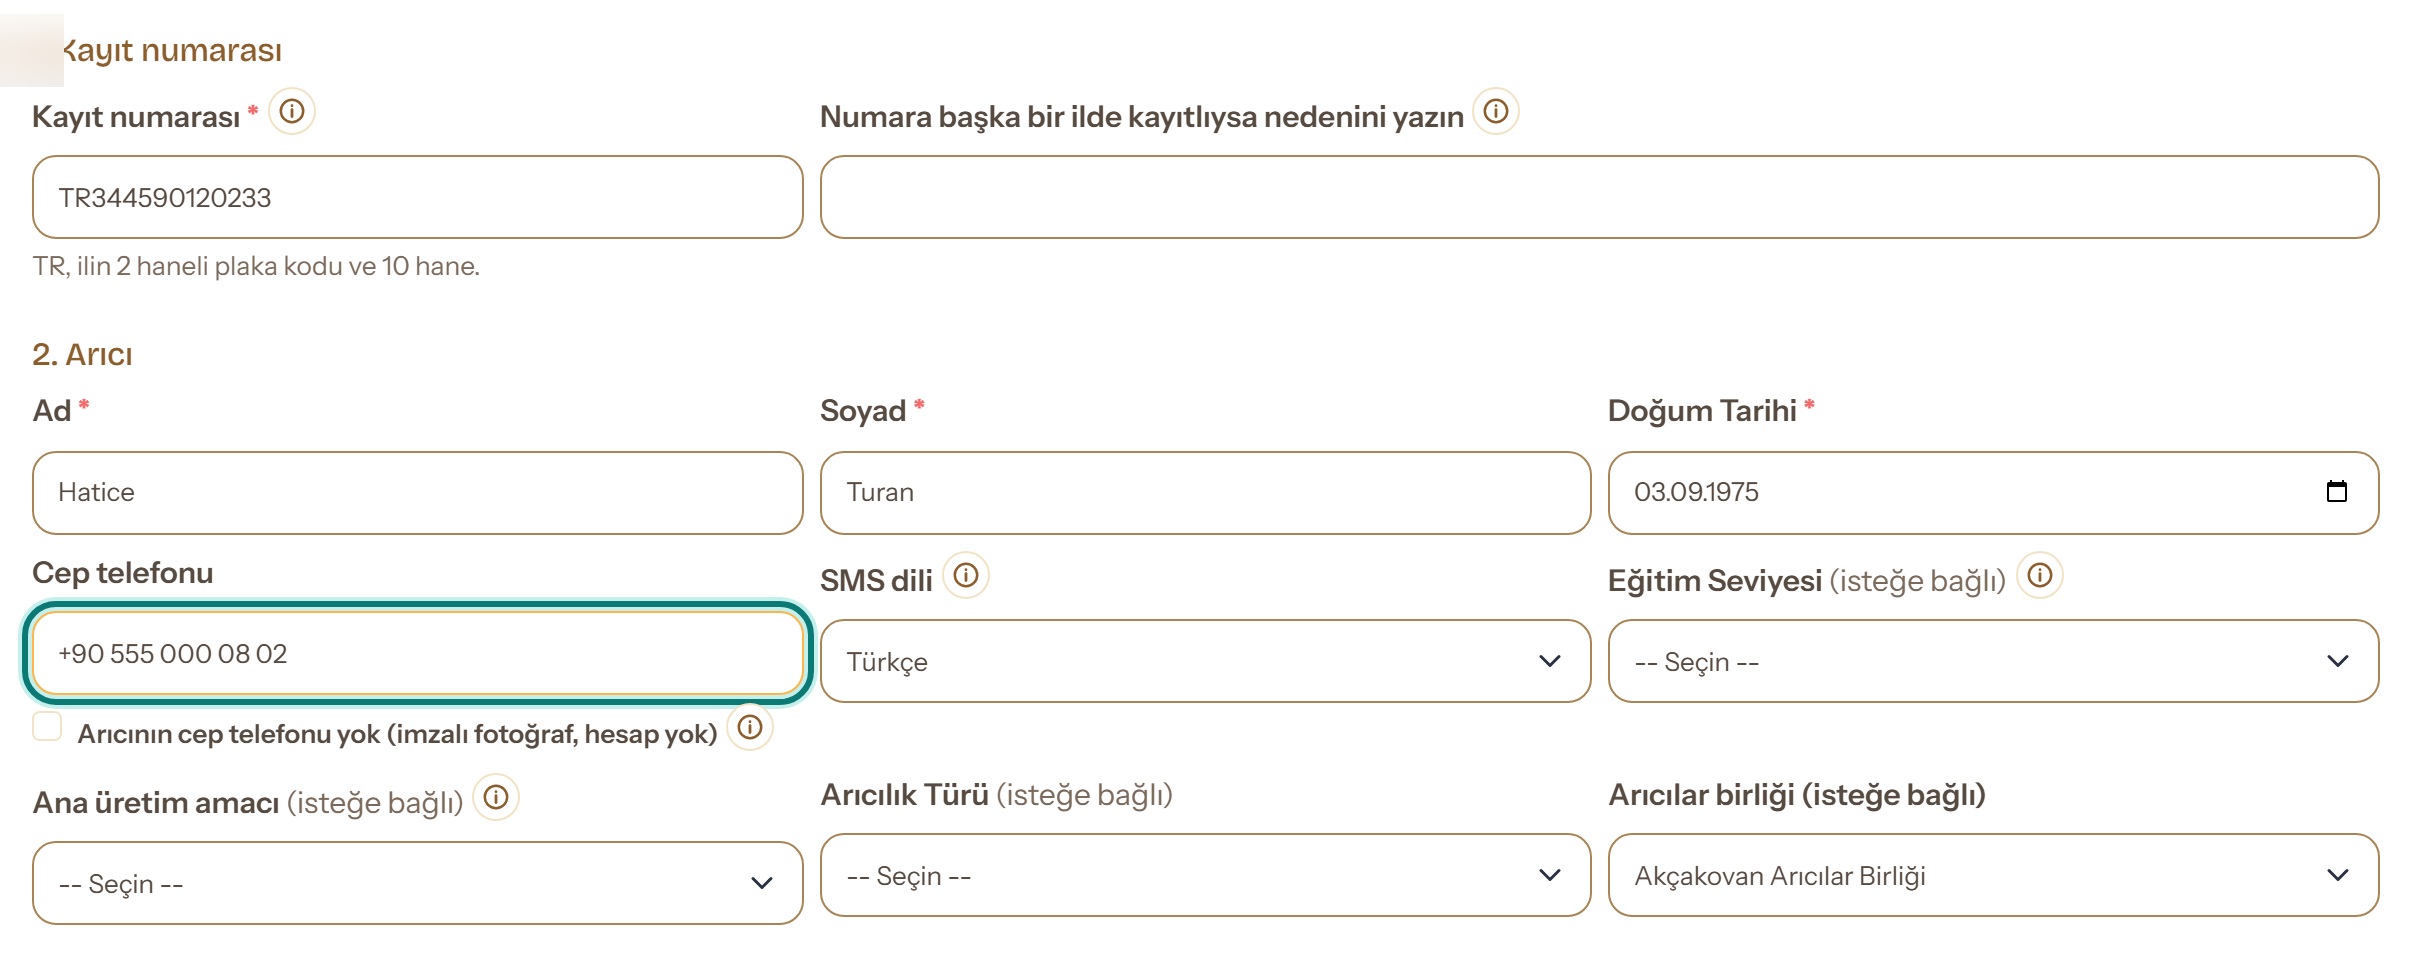 Kayıt numarası
Kayıt numarası *
Numara başka bir ilde kayıtlıysa nedenini yazın
TR344590120233
TR, ilin 2 haneli plaka kodu ve 10 hane.
2. Arıcı
Ad * Soyad * Doğum Tarihi *
Hatice Turan 03.09.1975
Cep telefonu SMS dili Eğitim Seviyesi (isteğe bağlı)
+90 555 000 08 02 Türkçe -- Seçin --
Arıcının cep telefonu yok (imzalı fotoğraf, hesap yok)
Ana üretim amacı (isteğe bağlı) Arıcılık Türü (isteğe bağlı) Arıcılar birliği (isteğe bağlı)
-- Seçin -- -- Seçin -- Akçakovan Arıcılar Birliği